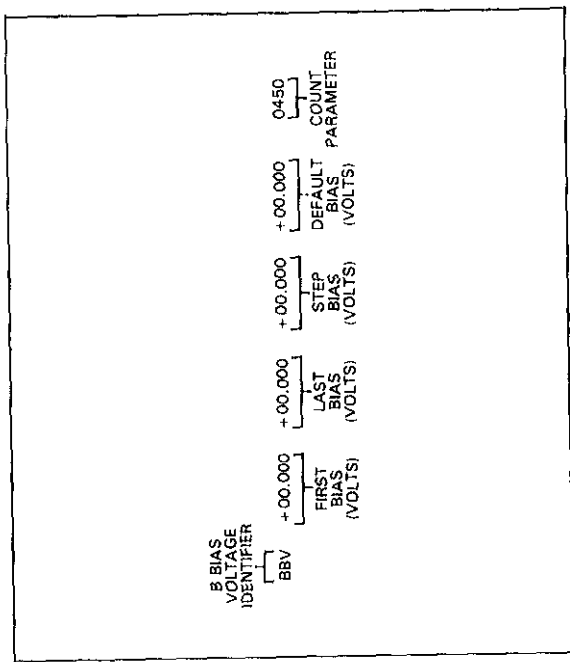 B BIAS
VOLTAGE
IDENTIFIER
BBV
+00.000
FIRST
BIAS
(VOLTS)
+00.000
LAST
BIAS
(VOLTS)
+00.000
STEP
BIAS
(VOLTS)
+00.000
DEFAULT
BIAS
(VOLTS)
0450
COUNT
PARAMETER